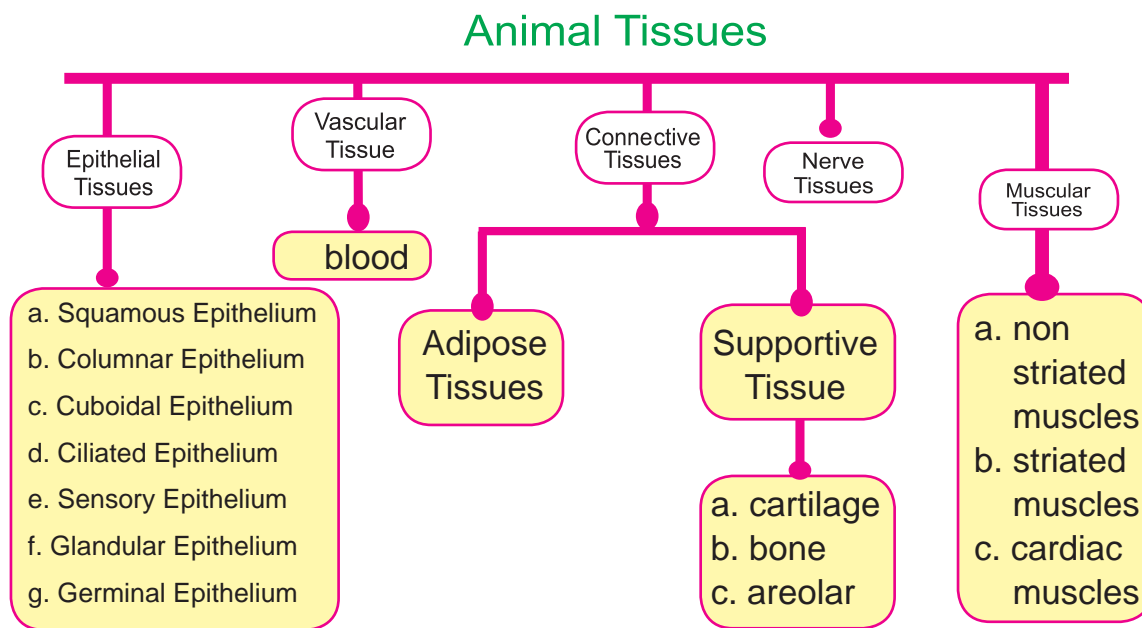 Animal Tissues
Epithelial
Tissues
a. Squamous Epithelium
b. Columnar Epithelium
c. Cuboidal Epithelium
d. Ciliated Epithelium
e. Sensory Epithelium
f. Glandular Epithelium
g. Germinal Epithelium
Vascular
Tissue
blood
Connective
Tissues
Adipose
Tissues
Supportive
Tissue
a. cartilage
b. bone
c. areolar
Nerve
Tissues
Muscular
Tissues
a. non
striated
muscles
b. striated
muscles
c. cardiac
muscles